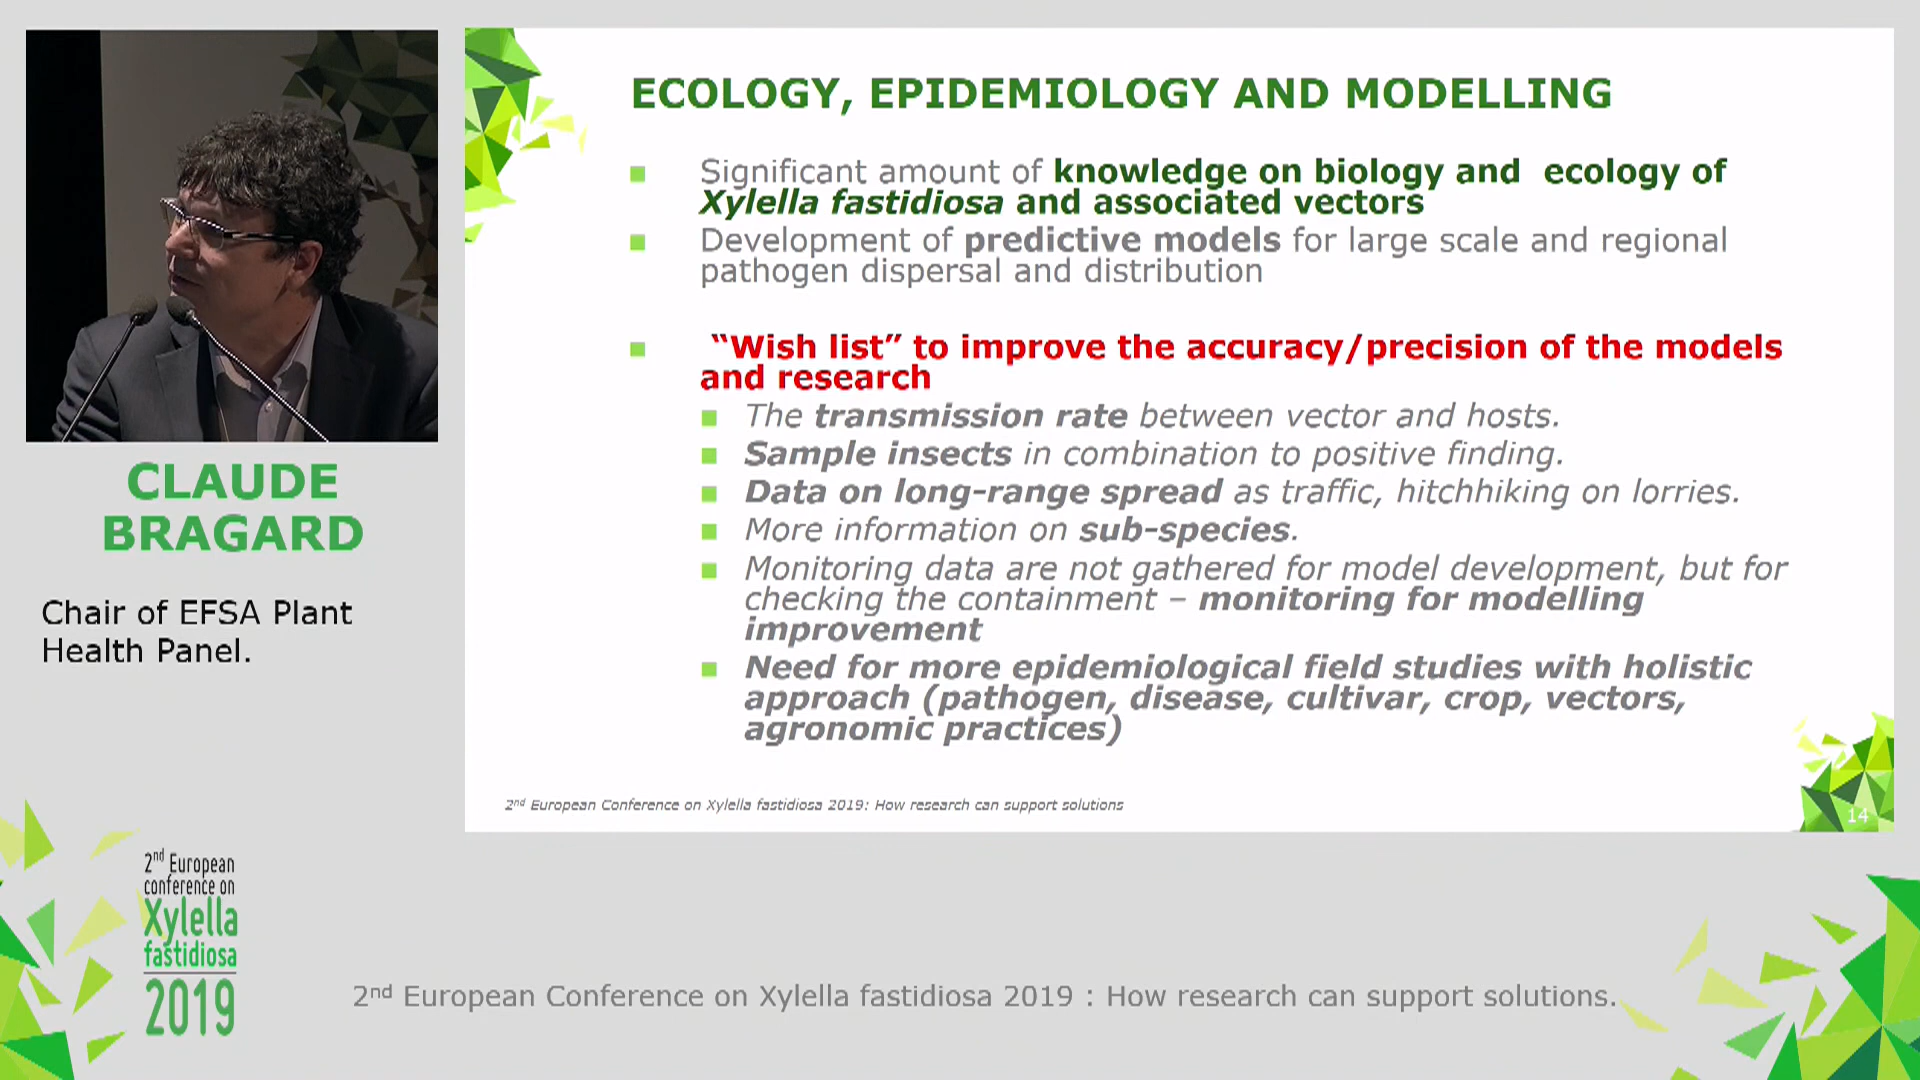 ECOLOGY, EPIDEMIOLOGY AND MODELLING
Significant amount of knowledge on biology and ecology of
Xylella fastidiosa and associated vectors
Development of predictive models for large scale and regional
pathogen dispersal and distribution
“Wish list” to improve the accuracy/precision of the models
and research
The transmission rate between vector and hosts.
Sample insects in combination to positive finding.
Data on long-range spread as traffic, hitchhiking on lorries.
More information on sub-species.
Monitoring data are not gathered for model development, but for
checking the containment – monitoring for modelling
improvement
Need for more epidemiological field studies with holistic
approach (pathogen, disease, cultivar, crop, vectors,
agronomic practices)
2nd European Conference on Xylella fastidiosa 2019: How research can support solutions
14
CLAUDE
BRAGARD
Chair of EFSA Plant
Health Panel.
2nd European
conference on
Xylella
fastidiosa
2019
2nd European Conference on Xylella fastidiosa 2019 : How research can support solutions.